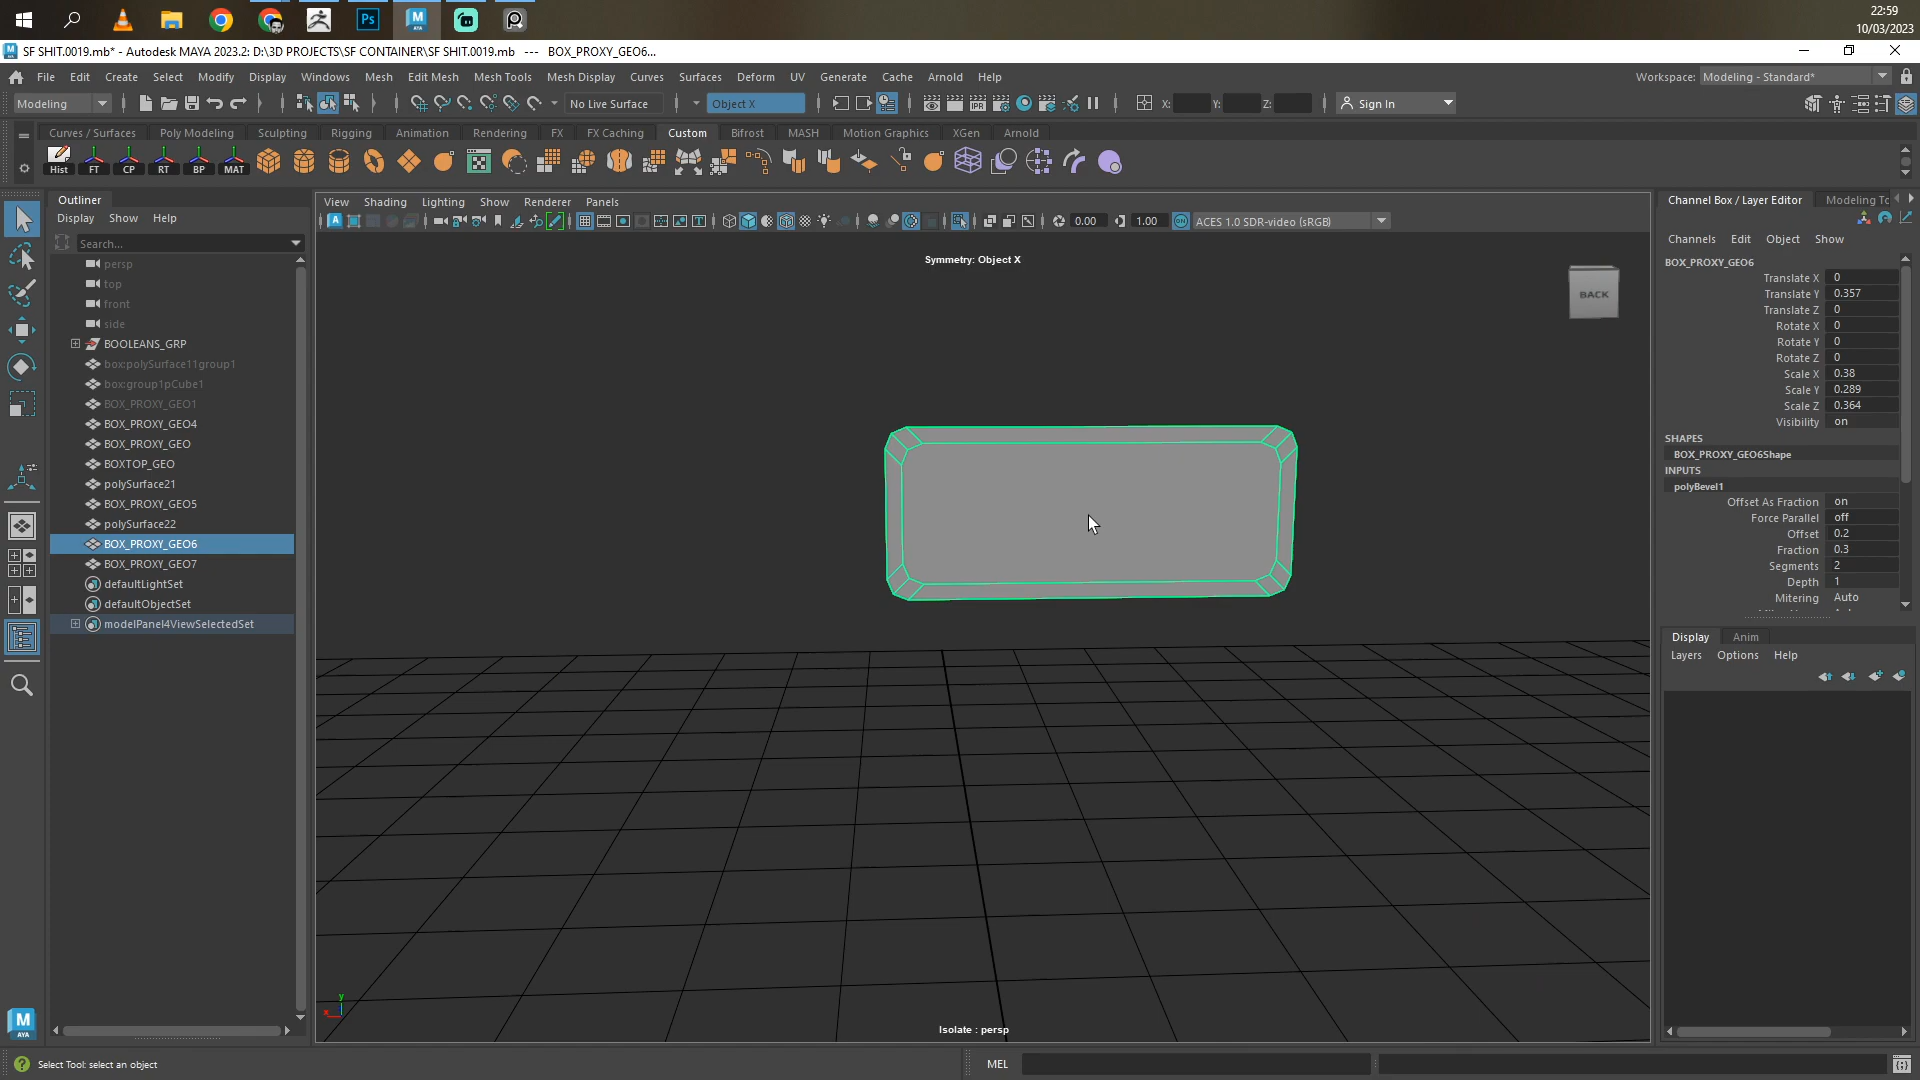 22:59
10/03/2023
Ps
M
AYA
SF SHIT.0019.mb* - Autodesk MAYA 2023.2: D:\3D PROJECTS\SF CONTAINER\SF SHIT.0019.mb --- BOX_PROXY_GEO6...
File Edit Create Select Modify Display Windows Mesh Edit Mesh Mesh Tools Mesh Display Curves Surfaces Deform UV Generate Cache Arnold Help
Workspace: Modeling - Standard*
Modeling
No Live Surface
Object X
IPR
X:
Y:
Z:
Sign In
Curves / Surfaces Poly Modeling Sculpting Rigging Animation Rendering FX FX Caching Custom Bifrost MASH Motion Graphics XGen Arnold
Hist FT CP RT BP MAT
Outliner
Display Show Help
Search...
persp
top
front
side
BOOLEANS_GRP
box:polySurface11group1
box:group1pCube1
BOX_PROXY_GEO1
BOX_PROXY_GEO4
BOX_PROXY_GEO
BOXTOP_GEO
polySurface21
BOX_PROXY_GEO5
polySurface22
BOX_PROXY_GEO6
BOX_PROXY_GEO7
defaultLightSet
defaultObjectSet
modelPanel4ViewSelectedSet
View Shading Lighting Show Renderer Panels
0.00
1.00
ON
ACES 1.0 SDR-video (sRGB)
Symmetry: Object X
BACK
y
x
Isolate : persp
Channel Box / Layer Editor
Modeling To
Channels Edit Object Show
BOX_PROXY_GEO6
Translate X 0
Translate Y 0.357
Translate Z 0
Rotate X 0
Rotate Y 0
Rotate Z 0
Scale X 0.38
Scale Y 0.289
Scale Z 0.364
Visibility on
SHAPES
BOX_PROXY_GEO6Shape
INPUTS
polyBevel1
Offset As Fraction on
Force Parallel off
Offset 0.2
Fraction 0.3
Segments 2
Depth 1
Mitering Auto
Display Anim
Layers Options Help
M
AYA
Select Tool: select an object
MEL